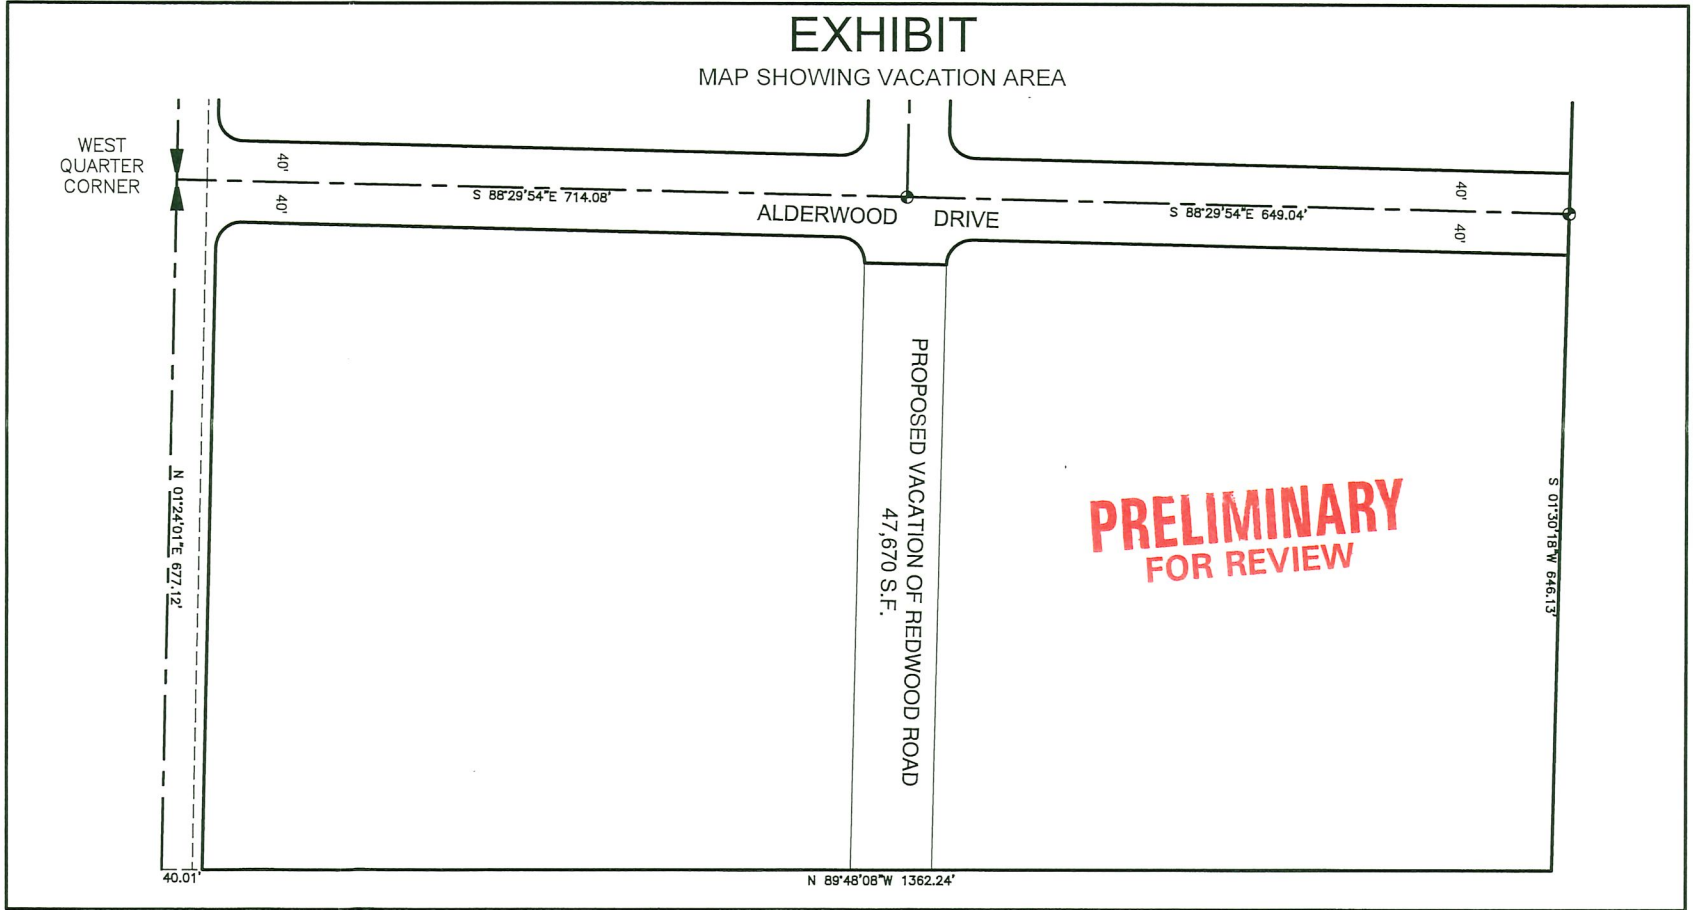 EXHIBIT
MAP SHOWING VACATION AREA
WEST
QUARTER
CORNER
40'
40'
S 88°29'54"E 714.08'
ALDERWOOD DRIVE
S 88°29'54"E 649.04'
40'
40'
PROPOSED VACATION OF REDWOOD ROAD
47,670 S.F.
PRELIMINARY
FOR REVIEW
N 01°24'01"E 677.12'
S 01°30'18"W 646.13'
40.01'
N 89°48'08"W 1362.24'